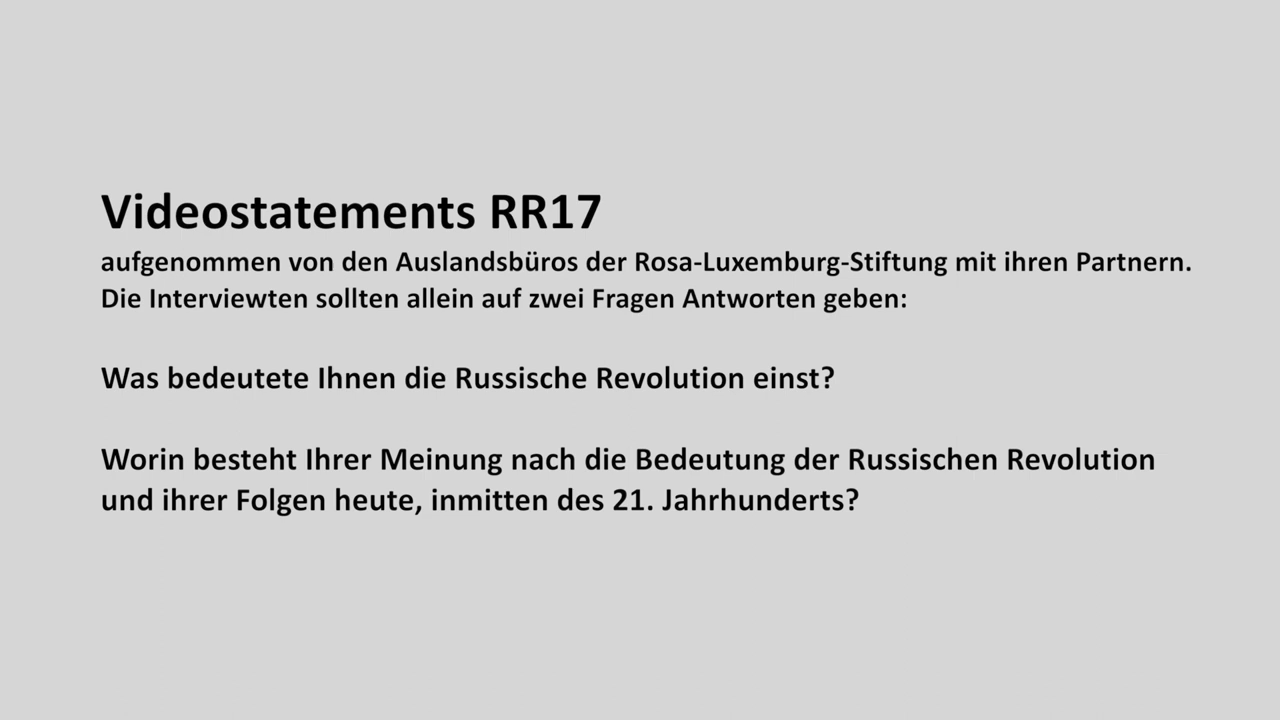 Videostatements RR17
aufgenommen von den Auslandsbüros der Rosa-Luxemburg-Stiftung mit ihren Partnern.
Die Interviewten sollten allein auf zwei Fragen Antworten geben:
Was bedeutete Ihnen die Russische Revolution einst?
Worin besteht Ihrer Meinung nach die Bedeutung der Russischen Revolution
und ihrer Folgen heute, inmitten des 21. Jahrhunderts?